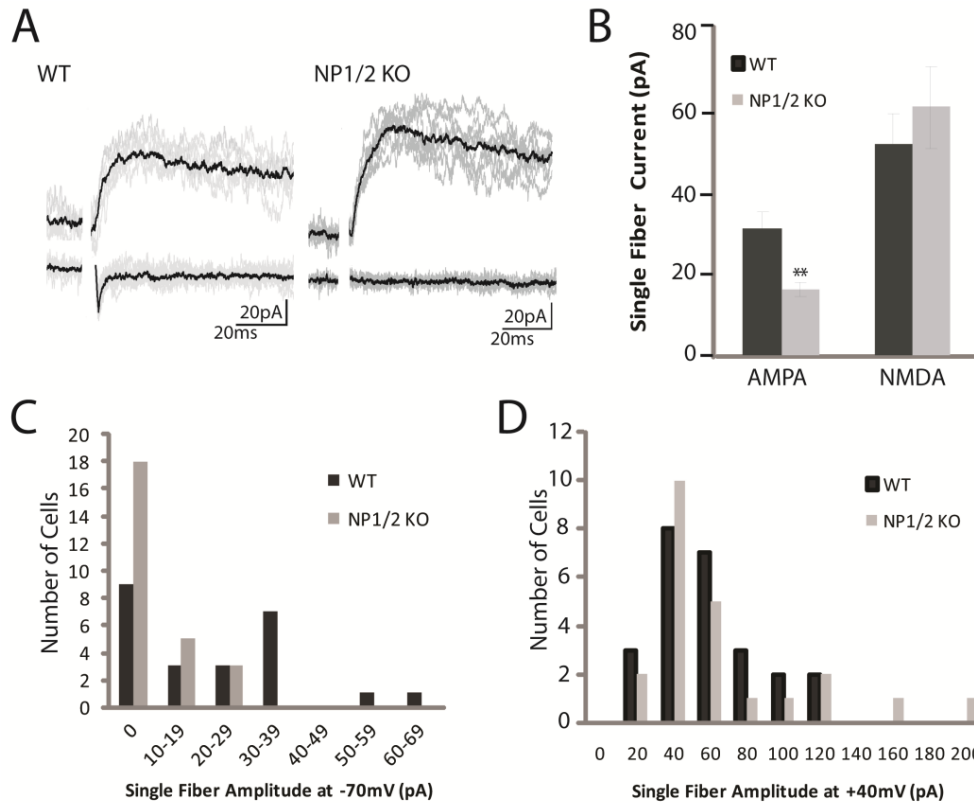 A
WT
NP1/2 KO
20pA
20ms
20pA
20ms
B
Single Fiber Current (pA)
80
60
40
20
0
WT
NP1/2 KO
**
AMPA
NMDA
C
Number of Cells
20
18
16
14
12
10
8
6
4
2
0
WT
NP1/2 KO
0
10-19
20-29
30-39
40-49
50-59
60-69
Single Fiber Amplitude at -70mV (pA)
D
Number of Cells
12
10
8
6
4
2
0
WT
NP1/2 KO
0 20 40 60 80 100 120 140 160 180 200
Single Fiber Amplitude at +40mV (pA)